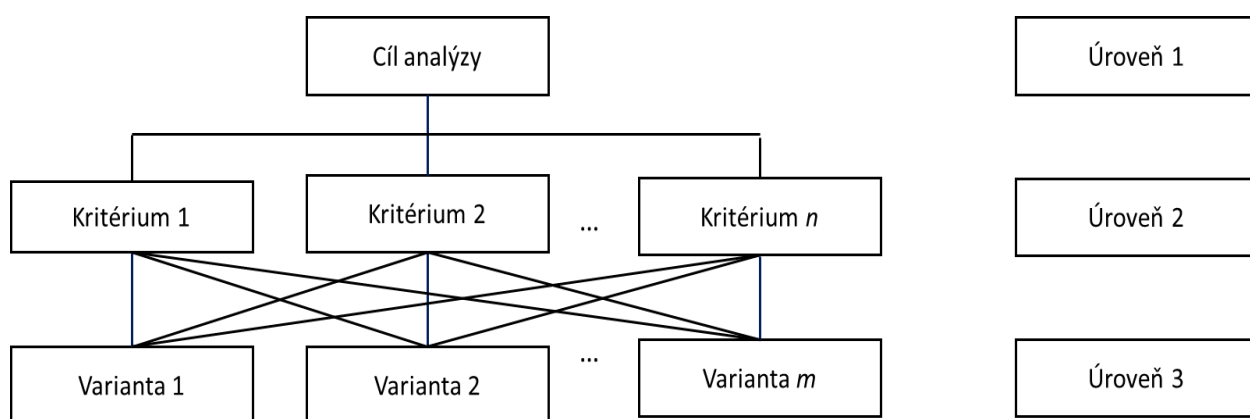 Cíl analýzy
Úroveň 1
Kritérium 1
Kritérium 2
...
Kritérium n
Úroveň 2
Varianta 1
Varianta 2
...
Varianta m
Úroveň 3